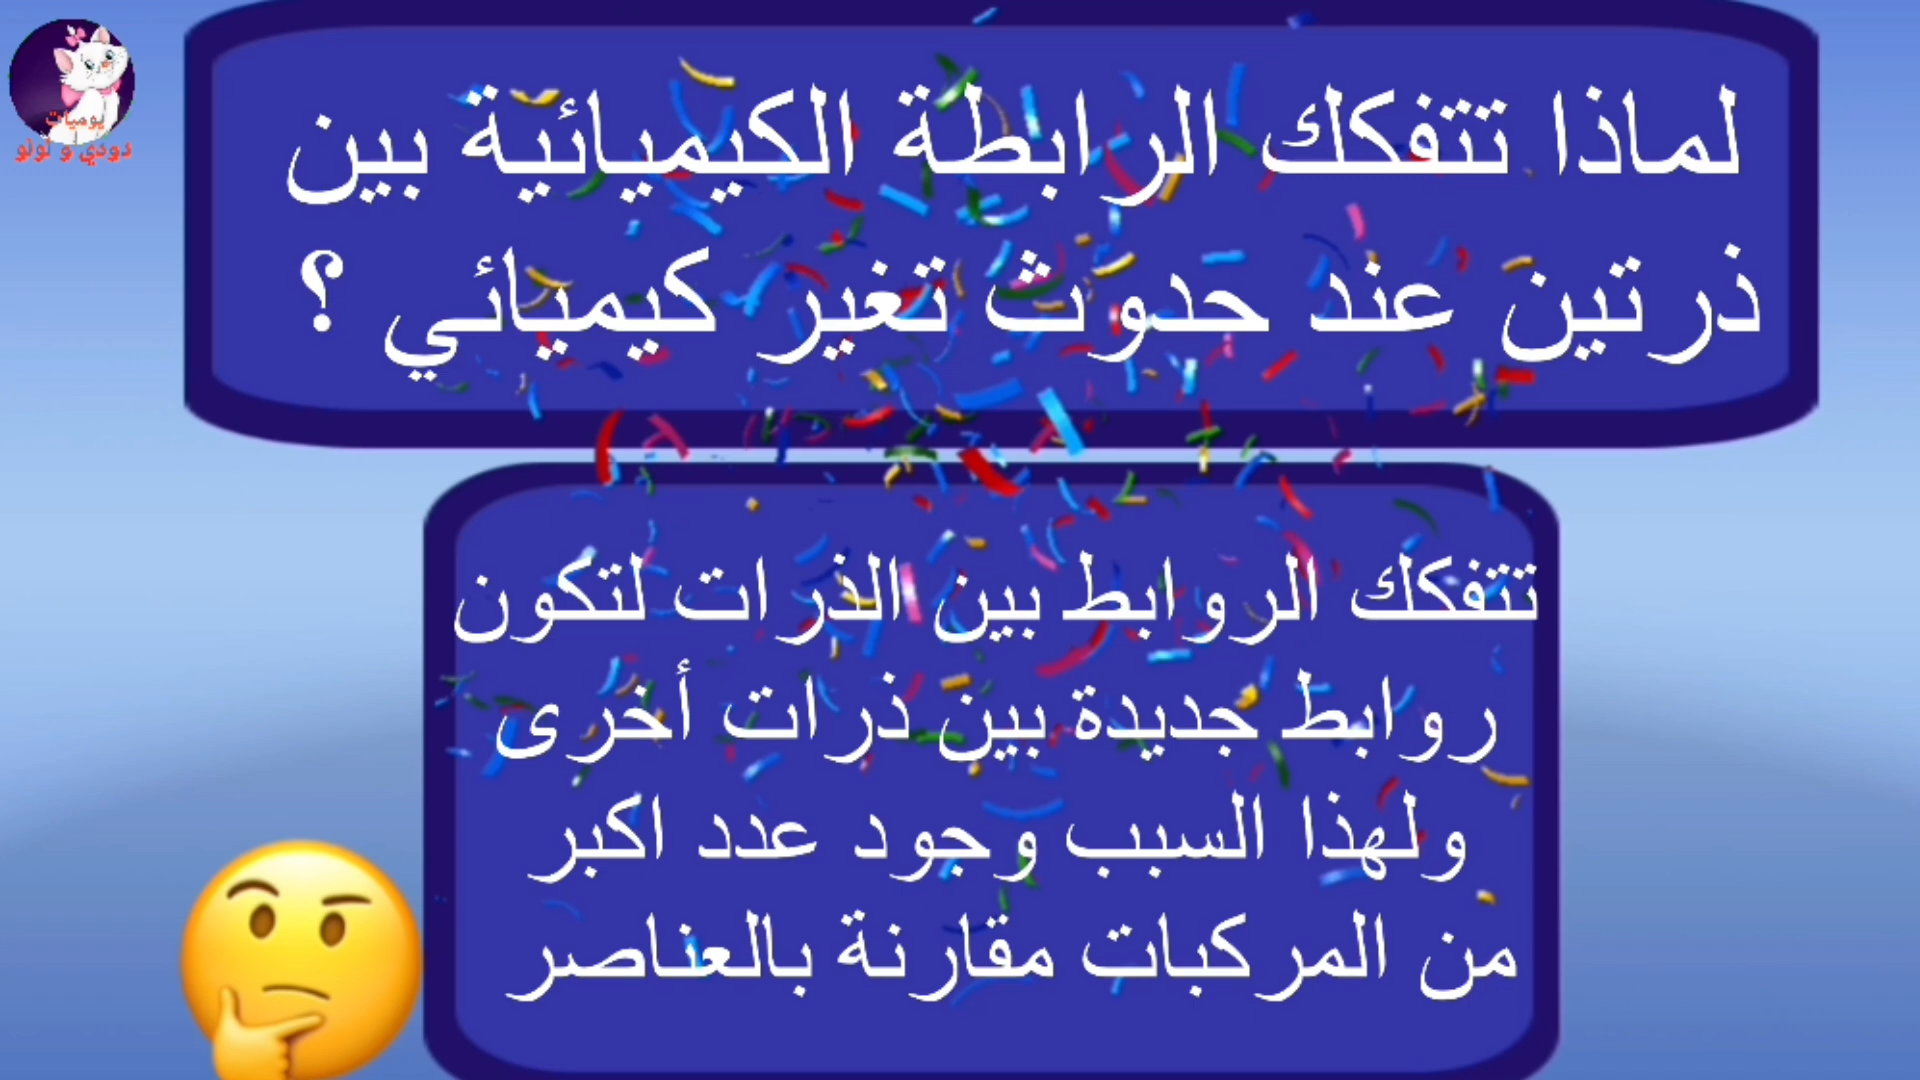 يوميات
دودي و لولو
لماذا تتفكك الرابطة الكيميائية بين
ذرتين عند حدوث تغير كيميائي ؟
تتفكك الروابط بين الذرات لتكون
روابط جديدة بين ذرات أخرى
ولهذا السبب وجود عدد اكبر
من المركبات مقارنة بالعناصر